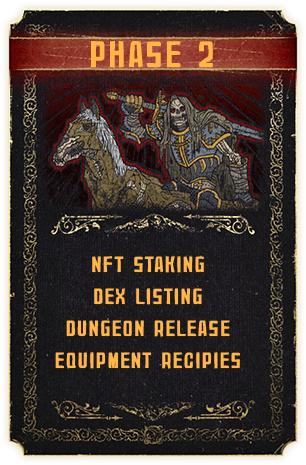 PHASE 2
NFT STAKING
DEX LISTING
DUNGEON RELEASE
EQUIPMENT RECIPIES